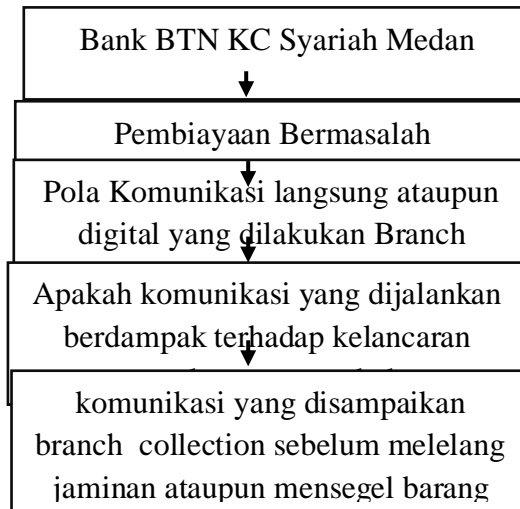 Bank BTN KC Syariah Medan
Pembiayaan Bermasalah
Pola Komunikasi langsung ataupun
digital yang dilakukan Branch
Apakah komunikasi yang dijalankan
berdampak terhadap kelancaran
komunikasi yang disampaikan
branch collection sebelum melelang
jaminan ataupun mensegel barang